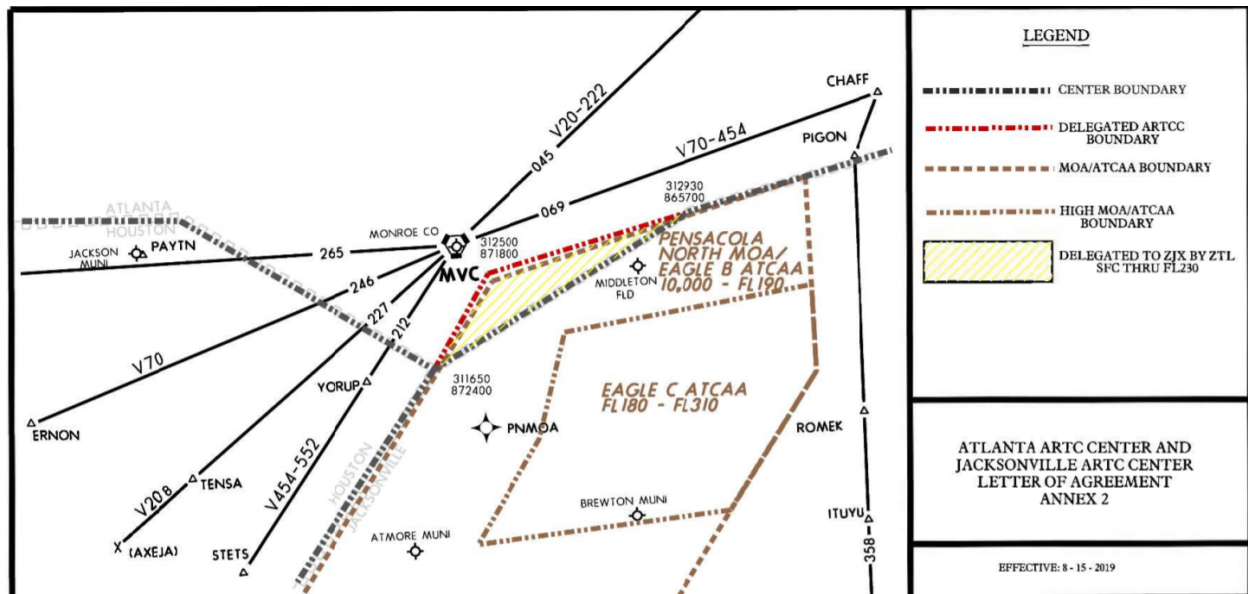 CHAFF
V20-222
PIGON
V70-454
045
312930
865700
069
ATLANTA
HOUSTON
MONROE CO
JACKSON
MUNI
PAYTN
265
312500
871800
MVC
PENSACOLA
NORTH MOA/
EAGLE B ATCAA
10,000 - FL190
MIDDLETON
FLD
246
227
212
V70
YORUP
311650
872400
EAGLE C ATCAA
FL180 - FL310
ERNON
PNMOA
ROMEK
V454-552
HOUSTON
JACKSONVILLE
TENSA
V208
BREWTON MUNI
ITUYU
X (AXEJA)
STETS
ATMORE MUNI
358
LEGEND
CENTER BOUNDARY
DELEGATED ARTCC
BOUNDARY
MOA/ATCAA BOUNDARY
HIGH MOA/ATCAA
BOUNDARY
DELEGATED TO ZJX BY ZTL
SFC THRU FL230
ATLANTA ARTC CENTER AND
JACKSONVILLE ARTC CENTER
LETTER OF AGREEMENT
ANNEX 2
EFFECTIVE: 8 - 15 - 2019